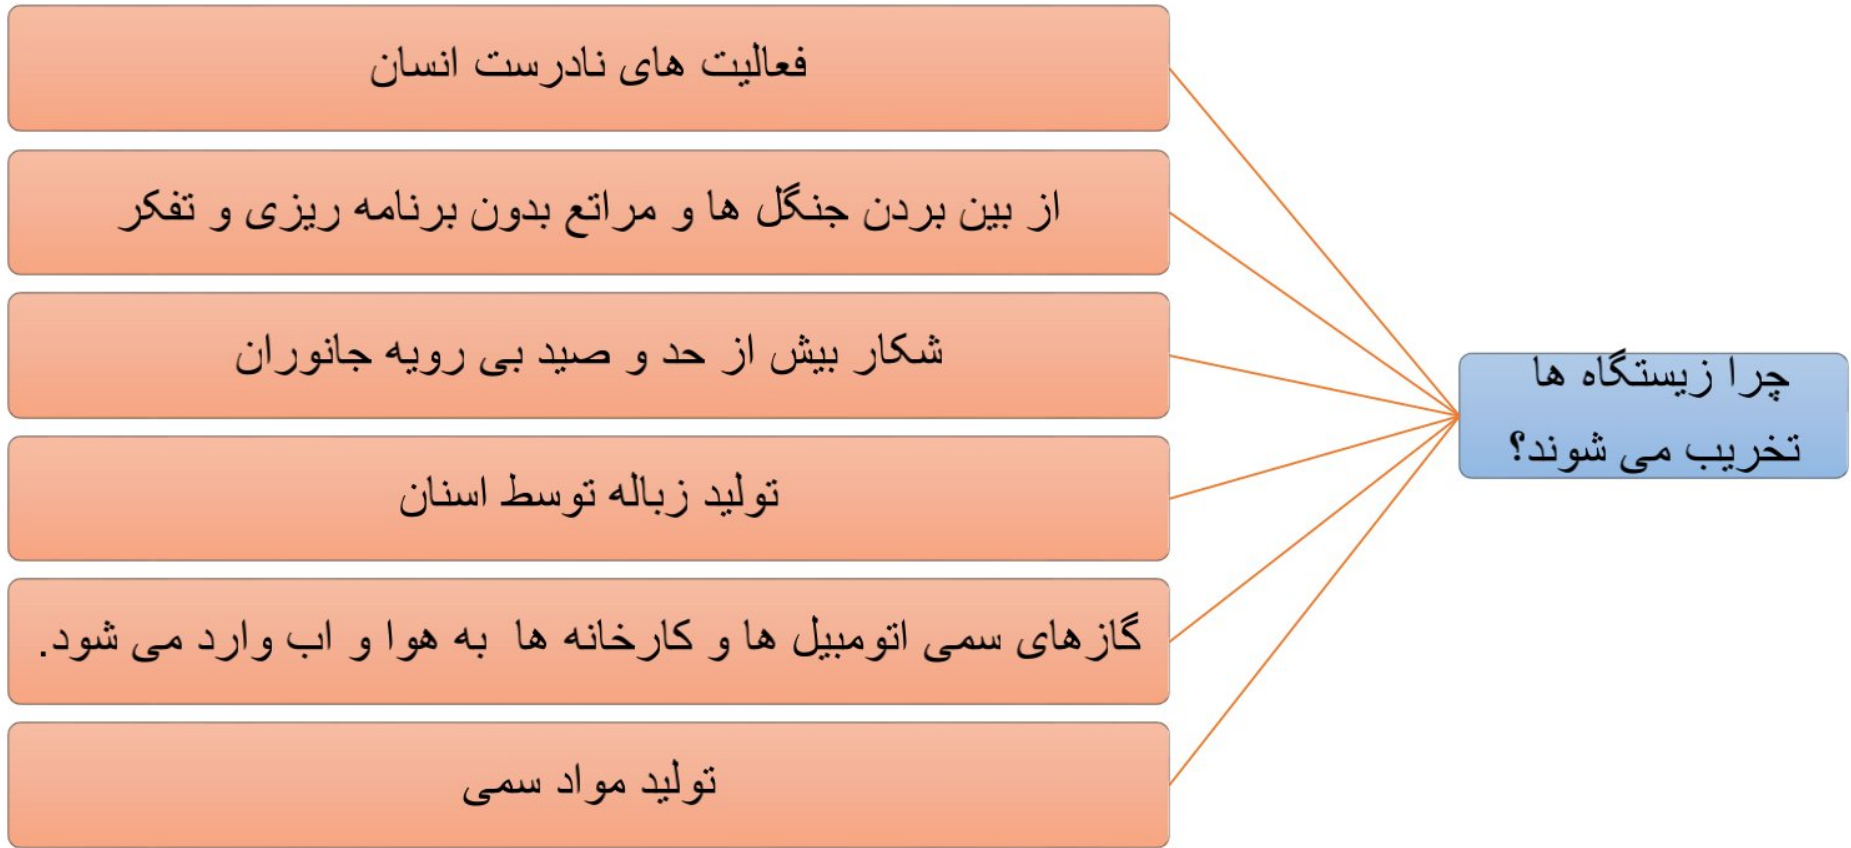 چرا زیستگاه ها
تخریب می شوند؟
فعالیت های نادرست انسان
از بین بردن جنگل ها و مراتع بدون برنامه ریزی و تفکر
شکار بیش از حد و صید بی رویه جانوران
تولید زباله توسط اسنان
گازهای سمی اتومبیل ها و کارخانه ها به هوا و اب وارد می شود.
تولید مواد سمی